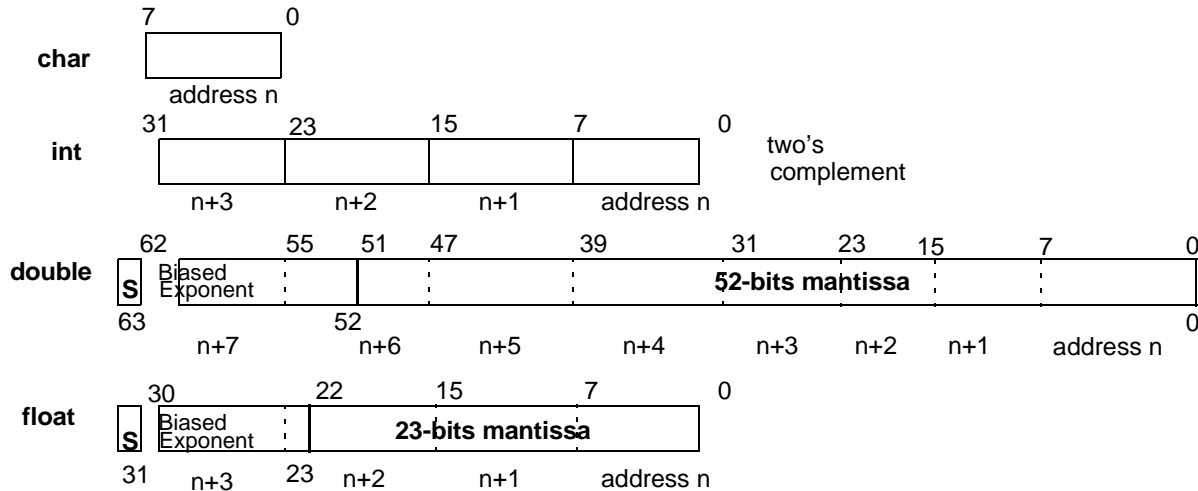 7 0
char
address n
31 23 15 7 0
int
two's
complement
n+3 n+2 n+1 address n
62 55 51 47 39 31 23 15 7 0
double
S
Biased
Exponent
52-bits mantissa
63 52 0
n+7 n+6 n+5 n+4 n+3 n+2 n+1 address n
30 22 15 7 0
float
S
Biased
Exponent
23-bits mantissa
31 n+3 23 n+2 n+1 address n